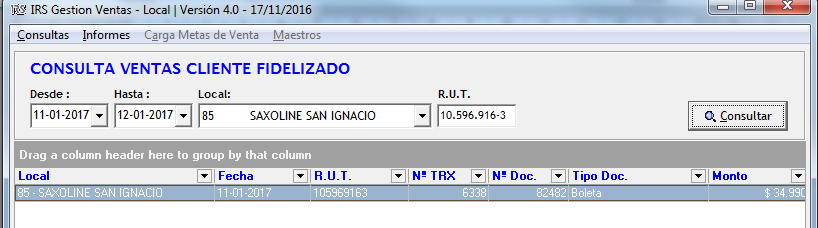 IRS IRS Gestion Ventas - Local | Versión 4.0 - 17/11/2016
Consultas Informes Carga Metas de Venta Maestros
CONSULTA VENTAS CLIENTE FIDELIZADO
Desde : Hasta : Local: R.U.T.
11-01-2017 12-01-2017 85 SAXOLINE SAN IGNACIO 10.596.916-3 Consultar
Drag a column header here to group by that column
Local Fecha R.U.T. Nº TRX Nº Doc. Tipo Doc. Monto
85 - SAXOLINE SAN IGNACIO 11-01-2017 105969163 6338 82482 Boleta $ 34.990